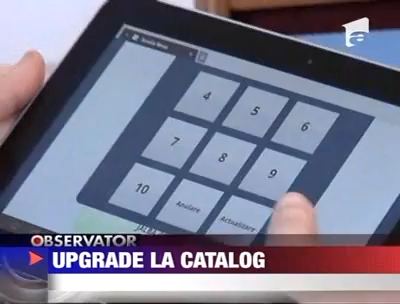 4 5 6
7 8 9
10 Anulare Actualizare
OBSERVATOR
UPGRADE LA CATALOG